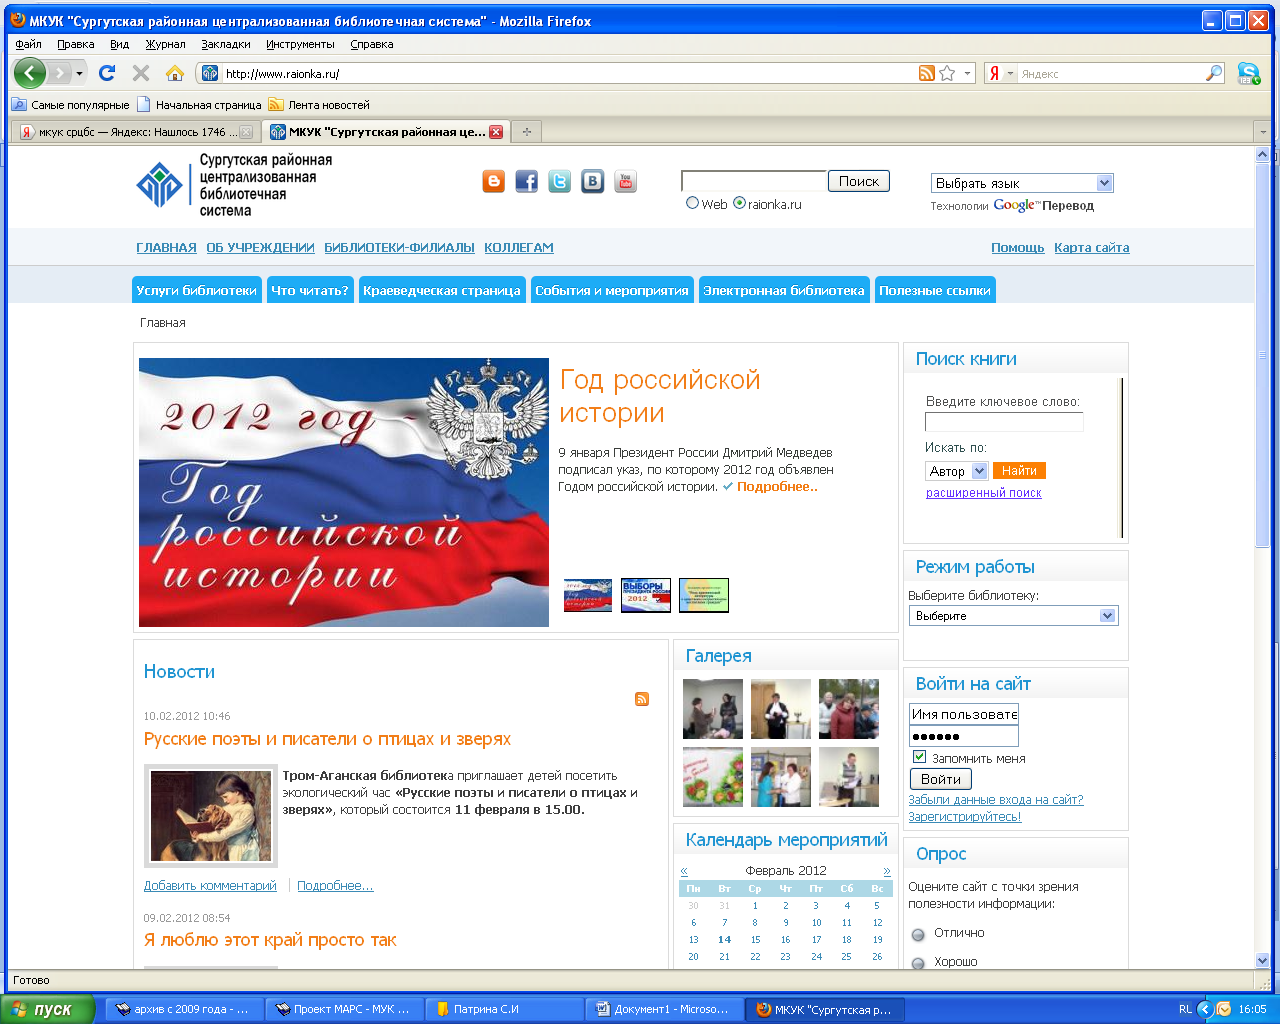 МКУК "Сургутская районная централизованная библиотечная система" - Mozilla Firefox
Файл Правка Вид Журнал Закладки Инструменты Справка
http://www.raionka.ru/
Яндекс
Самые популярные Начальная страница Лента новостей
мкук срцбс — Яндекс: Нашлось 1746 ...
МКУК "Сургутская районная це...
Сургутская районная
централизованная
библиотечная
система
Поиск
Web raionka.ru
Выбрать язык
Технологии Google™Перевод
ГЛАВНАЯ ОБ УЧРЕЖДЕНИИ БИБЛИОТЕКИ-ФИЛИАЛЫ КОЛЛЕГАМ
Помощь Карта сайта
Услуги библиотеки Что читать? Краеведческая страница События и мероприятия Электронная библиотека Полезные ссылки
Главная
2012 год -
Год
российской
истории
Год российской
истории
9 января Президент России Дмитрий Медведев
подписал указ, по которому 2012 год объявлен
Годом российской истории. Подробнее..
ВЫБОРЫ
ПРЕЗИДЕНТА РОССИИ
2012
Поиск книги
Введите ключевое слово:
Искать по:
Автор Найти
расширенный поиск
Режим работы
Выберите библиотеку:
Выберите
Новости
10.02.2012 10:46
Русские поэты и писатели о птицах и зверях
Тром-Аганская библиотека приглашает детей посетить
экологический час «Русские поэты и писатели о птицах и
зверях», который состоится 11 февраля в 15.00.
Добавить комментарий Подробнее...
09.02.2012 08:54
Я люблю этот край просто так
Галерея
Календарь мероприятий
« Февраль 2012 »
Пн Вт Ср Чт Пт Сб Вс
30 31 1 2 3 4 5
6 7 8 9 10 11 12
13 14 15 16 17 18 19
20 21 22 23 24 25 26
Войти на сайт
Имя пользовате
●●●●●●
Запомнить меня
Войти
Забыли данные входа на сайт?
Зарегистрируйтесь!
Опрос
Оцените сайт с точки зрения
полезности информации:
Отлично
Хорошо
Готово
пуск
архив с 2009 года - ...
Проект МАРС - МУК ...
Патрина С.И
Документ1 - Microso...
МКУК "Сургутская р...
RU 16:05